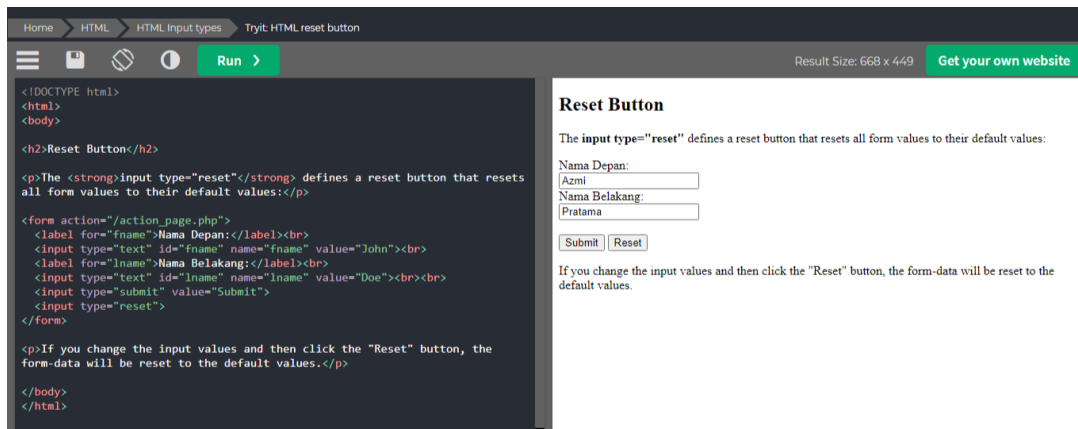 Home HTML HTML Input types Tryit: HTML reset button
Run ❯ Result Size: 668 x 449 Get your own website
<!DOCTYPE html>
<html>
<body>
<h2>Reset Button</h2>
<p>The <strong>input type="reset"</strong> defines a reset button that resets
all form values to their default values:</p>
<form action="/action_page.php">
<label for="fname">Nama Depan:</label><br>
<input type="text" id="fname" name="fname" value="John"><br>
<label for="lname">Nama Belakang:</label><br>
<input type="text" id="lname" name="lname" value="Doe"><br><br>
<input type="submit" value="Submit">
<input type="reset">
</form>
<p>If you change the input values and then click the "Reset" button, the
form-data will be reset to the default values.</p>
</body>
</html>
Reset Button
The input type="reset" defines a reset button that resets all form values to their default values:
Nama Depan:
Azmi
Nama Belakang:
Pratama
Submit Reset
If you change the input values and then click the "Reset" button, the form-data will be reset to the
default values.